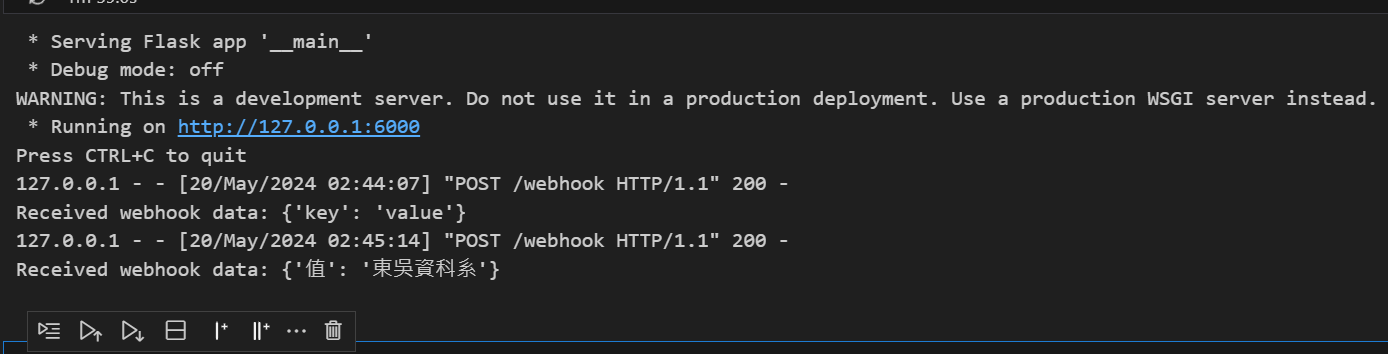 * Serving Flask app '__main__'
* Debug mode: off
WARNING: This is a development server. Do not use it in a production deployment. Use a production WSGI server instead.
* Running on http://127.0.0.1:6000
Press CTRL+C to quit
127.0.0.1 - - [20/May/2024 02:44:07] "POST /webhook HTTP/1.1" 200 -
Received webhook data: {'key': 'value'}
127.0.0.1 - - [20/May/2024 02:45:14] "POST /webhook HTTP/1.1" 200 -
Received webhook data: {'值': '東吳資科系'}